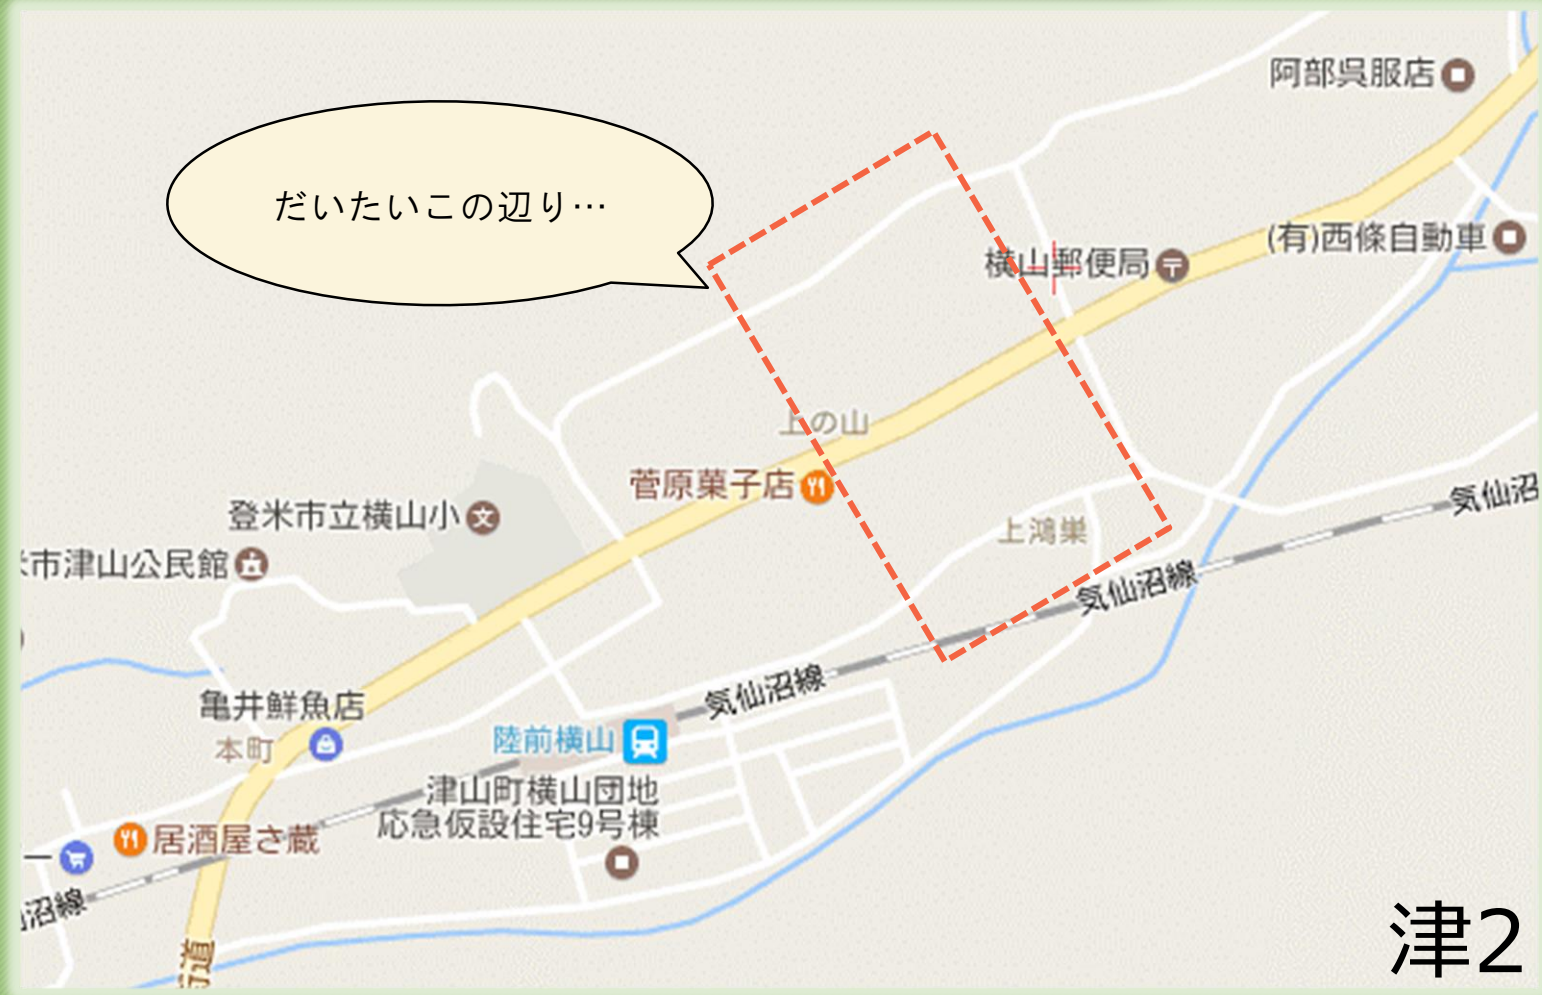 阿部呉服店
だいたいこの辺り…
(有)西條自動車
横山郵便局
上の山
菅原菓子店
気仙沼
登米市立横山小
文
上鴻巣
市津山公民館
気仙沼線
気仙沼線
亀井鮮魚店
本町
陸前横山
津山町横山団地
応急仮設住宅9号棟
居酒屋さ蔵
ー
沼線
道
津2